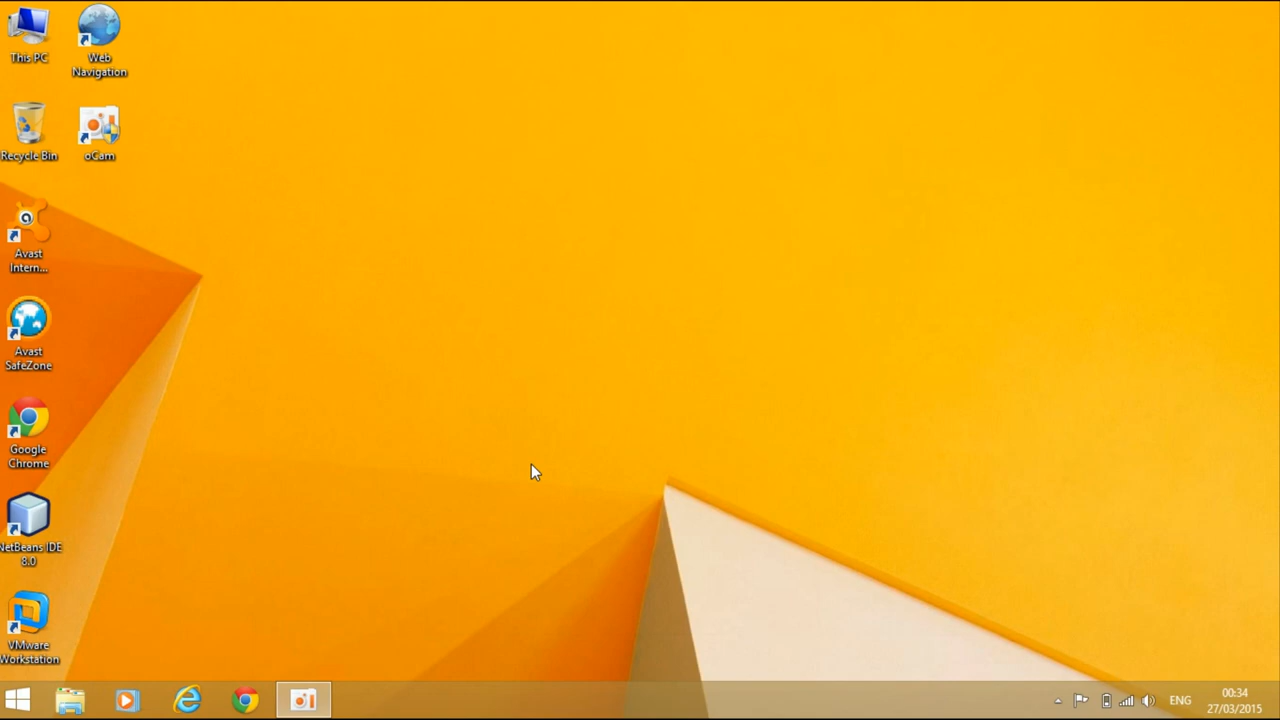 This PC
Web
Navigation
Recycle Bin
oCam
Avast
Intern...
Avast
SafeZone
Google
Chrome
NetBeans IDE
8.0
VMware
Workstation
ENG
00:34
27/03/2015